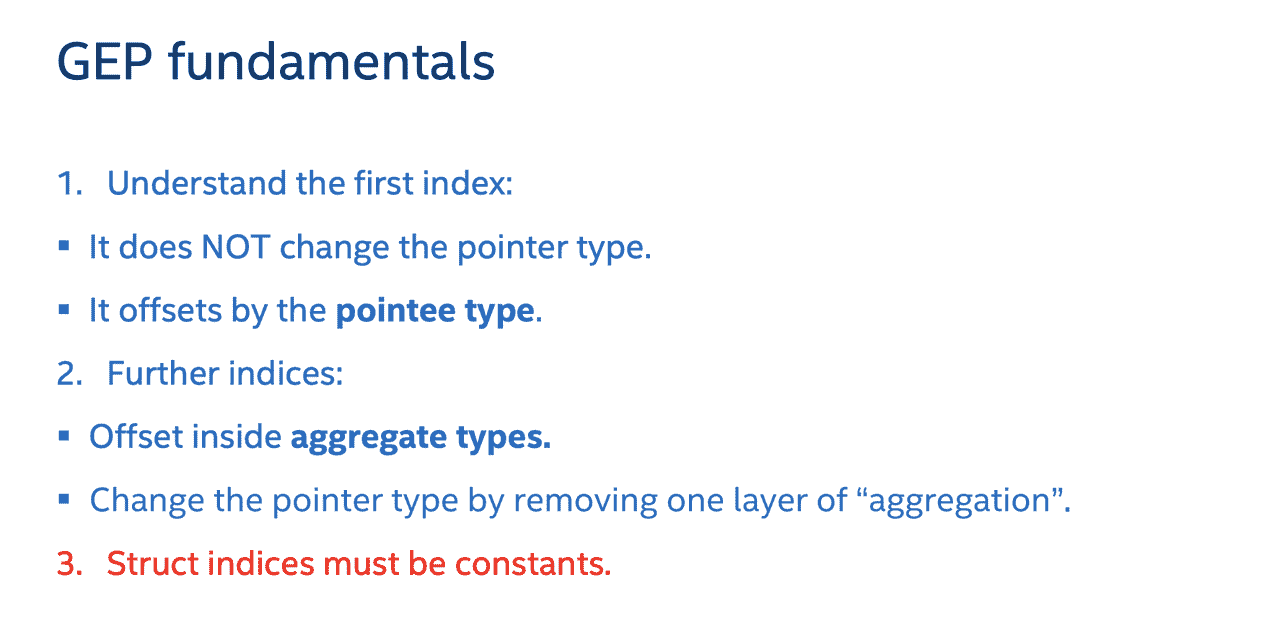 GEP fundamentals
1. Understand the first index:
▪ It does NOT change the pointer type.
▪ It offsets by the pointee type.
2. Further indices:
▪ Offset inside aggregate types.
▪ Change the pointer type by removing one layer of “aggregation”.
3. Struct indices must be constants.